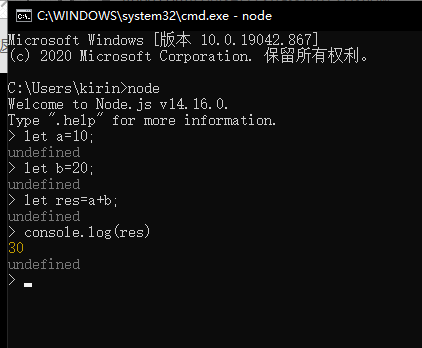 C:\WINDOWS\system32\cmd.exe - node
Microsoft Windows [版本 10.0.19042.867]
(c) 2020 Microsoft Corporation. 保留所有权利。
C:\Users\kirin>node
Welcome to Node.js v14.16.0.
Type ".help" for more information.
> let a=10;
undefined
> let b=20;
undefined
> let res=a+b;
undefined
> console.log(res)
30
undefined
>